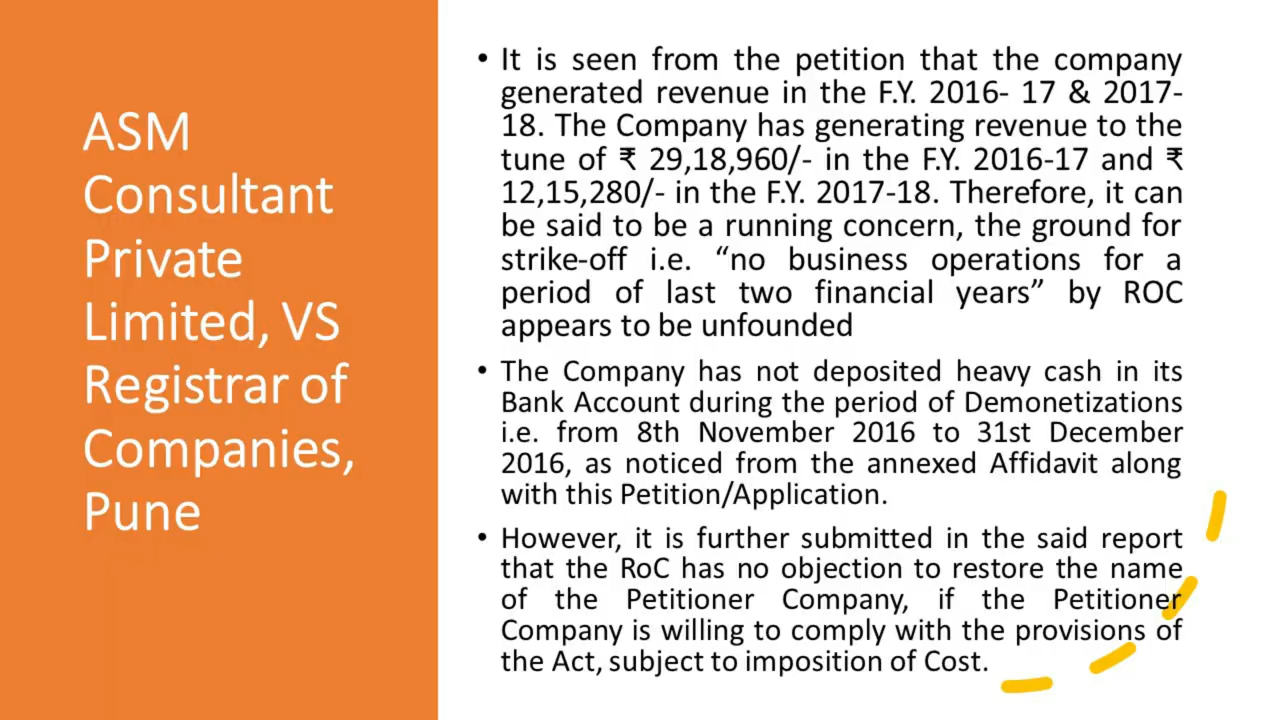 ASM
Consultant
Private
Limited, VS
Registrar of
Companies,
Pune
• It is seen from the petition that the company
generated revenue in the F.Y. 2016- 17 & 2017-
18. The Company has generating revenue to the
tune of ₹ 29,18,960/- in the F.Y. 2016-17 and ₹
12,15,280/- in the F.Y. 2017-18. Therefore, it can
be said to be a running concern, the ground for
strike-off i.e. “no business operations for a
period of last two financial years” by ROC
appears to be unfounded
• The Company has not deposited heavy cash in its
Bank Account during the period of Demonetizations
i.e. from 8th November 2016 to 31st December
2016, as noticed from the annexed Affidavit along
with this Petition/Application.
• However, it is further submitted in the said report
that the RoC has no objection to restore the name
of the Petitioner Company, if the Petitioner
Company is willing to comply with the provisions of
the Act, subject to imposition of Cost.